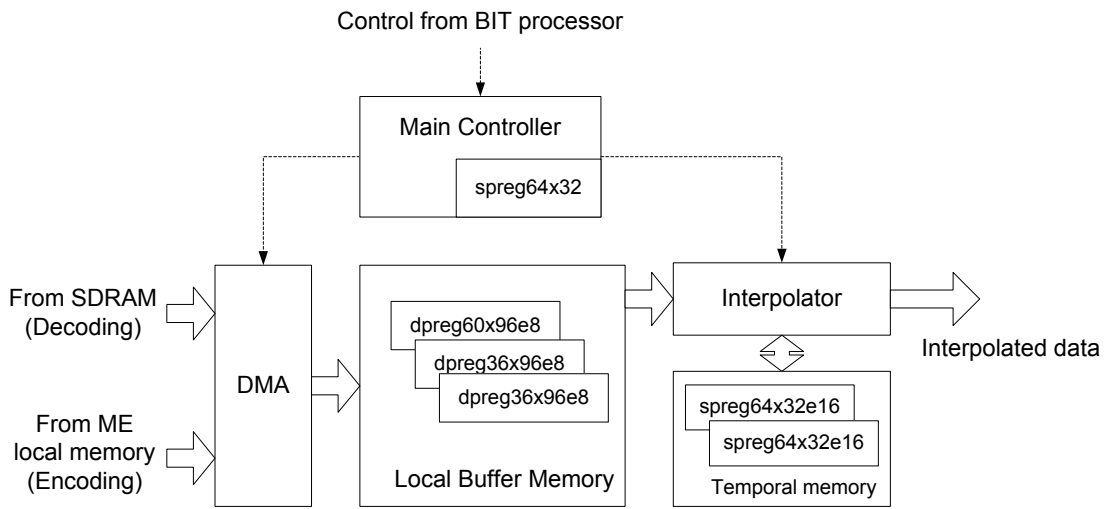 Control from BIT processor
Main Controller
spreg64x32
From SDRAM
(Decoding)
From ME
local memory
(Encoding)
DMA
dpreg60x96e8
dpreg36x96e8
dpreg36x96e8
Local Buffer Memory
Interpolator
Interpolated data
spreg64x32e16
spreg64x32e16
Temporal memory